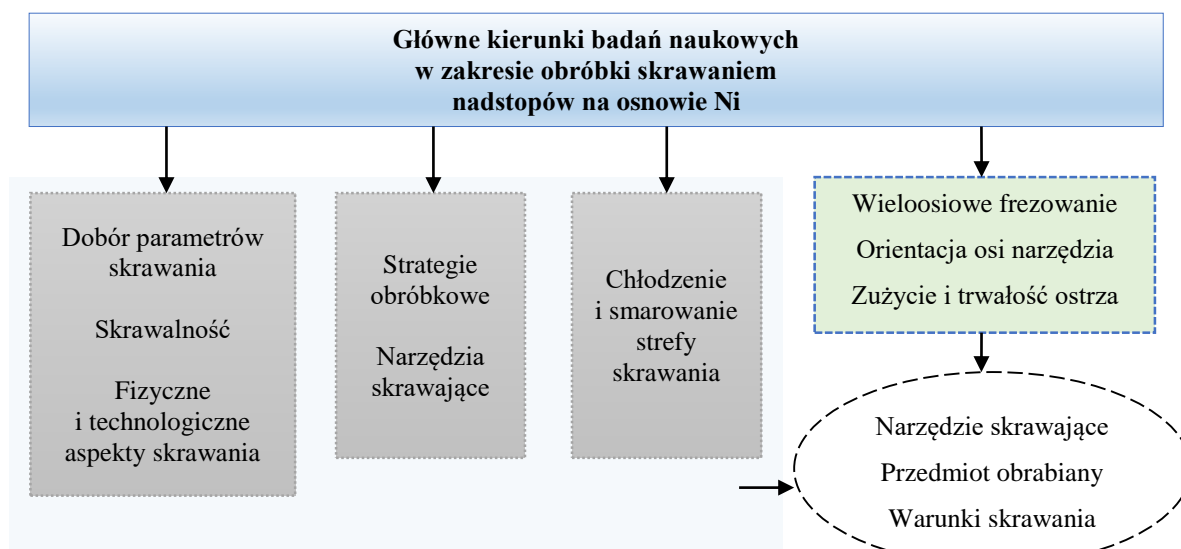 Główne kierunki badań naukowych
w zakresie obróbki skrawaniem
nadstopów na osnowie Ni
Dobór parametrów
skrawania
Skrawalność
Fizyczne
i technologiczne
aspekty skrawania
Strategie
obróbkowe
Narzędzia
skrawające
Chłodzenie
i smarowanie
strefy
skrawania
Wieloosiowe frezowanie
Orientacja osi narzędzia
Zużycie i trwałość ostrza
Narzędzie skrawające
Przedmiot obrabiany
Warunki skrawania